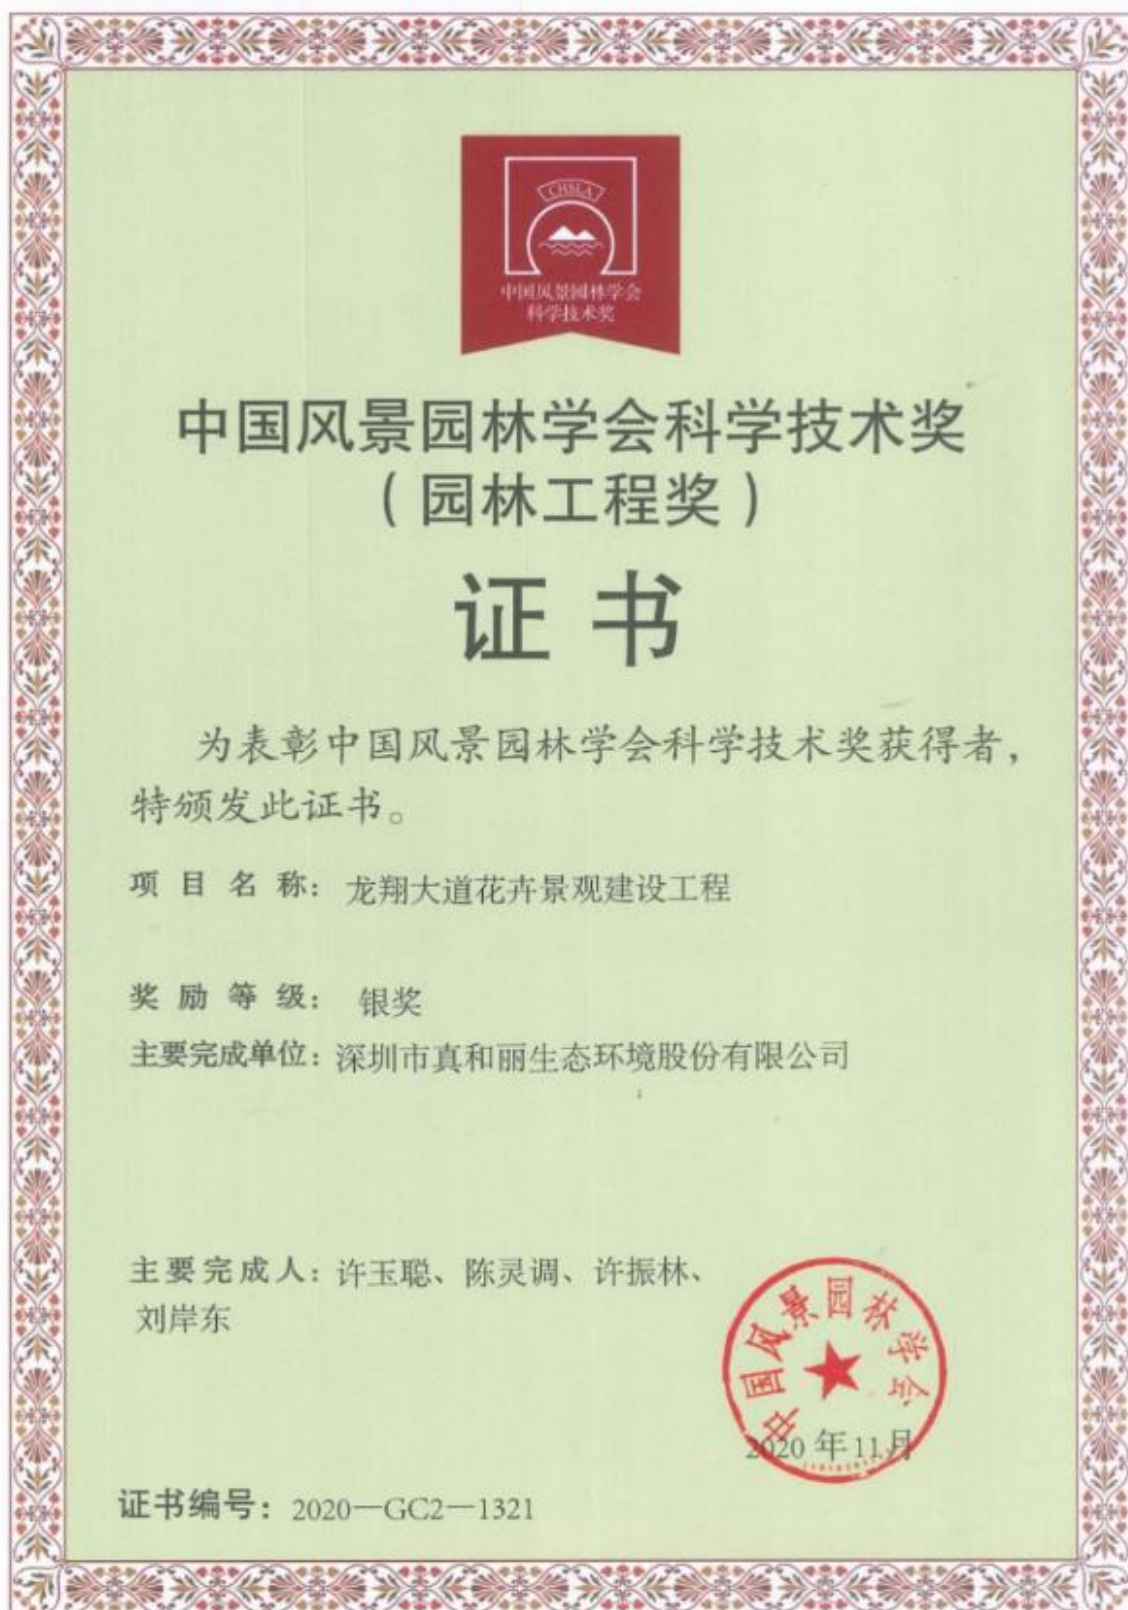 CHSLA
中国风景园林学会
科学技术奖
中国风景园林学会科学技术奖
（园林工程奖）
证书
为表彰中国风景园林学会科学技术奖获得者，
特颁发此证书。
项目名称：龙翔大道花卉景观建设工程
奖励等级：银奖
主要完成单位：深圳市真和丽生态环境股份有限公司
主要完成人：许玉聪、陈灵调、许振林、
刘岸东
中国风景园林学会
2020年11月
证书编号：2020—GC2—1321